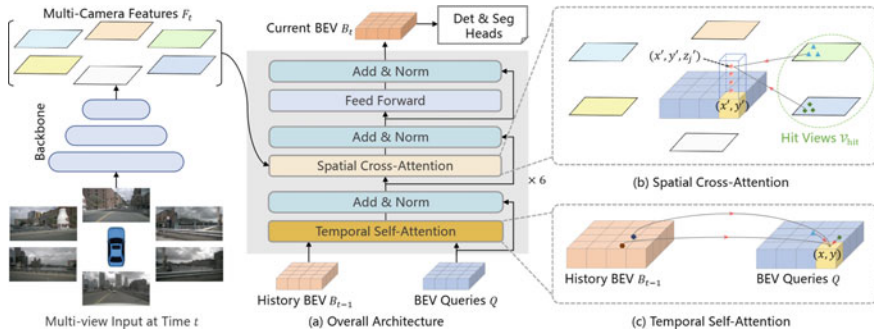 Multi-Camera Features F_t
Backbone
Multi-view Input at Time t
Current BEV B_t
Det & Seg
Heads
Add & Norm
Feed Forward
Add & Norm
Spatial Cross-Attention
Add & Norm
Temporal Self-Attention
× 6
History BEV B_{t−1}
BEV Queries Q
(a) Overall Architecture
(x′, y′, z_j′)
(x′, y′)
Hit Views 𝒱_hit
(b) Spatial Cross-Attention
(x, y)
History BEV B_{t−1}
BEV Queries Q
(c) Temporal Self-Attention